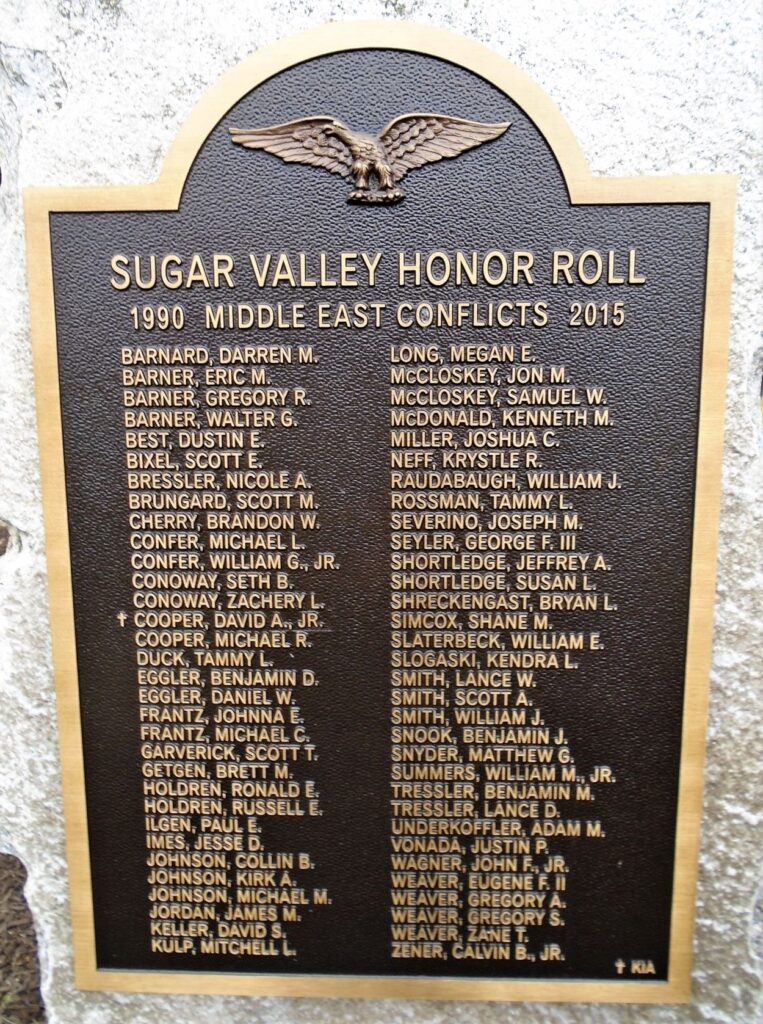 SUGAR VALLEY HONOR ROLL
1990 MIDDLE EAST CONFLICTS 2015
BARNARD, DARREN M.
BARNER, ERIC M.
BARNER, GREGORY R.
BARNER, WALTER G.
BEST, DUSTIN E.
BIXEL, SCOTT E.
BRESSLER, NICOLE A.
BRUNGARD, SCOTT M.
CHERRY, BRANDON W.
CONFER, MICHAEL L.
CONFER, WILLIAM G., JR.
CONOWAY, SETH B.
CONOWAY, ZACHERY L.
✝ COOPER, DAVID A., JR.
COOPER, MICHAEL R.
DUCK, TAMMY L.
EGGLER, BENJAMIN D.
EGGLER, DANIEL W.
FRANTZ, JOHNNA E.
FRANTZ, MICHAEL C.
GARVERICK, SCOTT T.
GETGEN, BRETT M.
HOLDREN, RONALD E.
HOLDREN, RUSSELL E.
ILGEN, PAUL E.
IMES, JESSE D.
JOHNSON, COLLIN B.
JOHNSON, KIRK A.
JOHNSON, MICHAEL M.
JORDAN, JAMES M.
KELLER, DAVID S.
KULP, MITCHELL L.
LONG, MEGAN E.
McCLOSKEY, JON M.
McCLOSKEY, SAMUEL W.
McDONALD, KENNETH M.
MILLER, JOSHUA C.
NEFF, KRYSTLE R.
RAUDABAUGH, WILLIAM J.
ROSSMAN, TAMMY L.
SEVERINO, JOSEPH M.
SEYLER, GEORGE F. III
SHORTLEDGE, JEFFREY A.
SHORTLEDGE, SUSAN L.
SHRECKENGAST, BRYAN L.
SIMCOX, SHANE M.
SLATERBECK, WILLIAM E.
SLOGASKI, KENDRA L.
SMITH, LANCE W.
SMITH, SCOTT A.
SMITH, WILLIAM J.
SNOOK, BENJAMIN J.
SNYDER, MATTHEW G.
SUMMERS, WILLIAM M., JR.
TRESSLER, BENJAMIN M.
TRESSLER, LANCE D.
UNDERKOFFLER, ADAM M.
VONADA, JUSTIN P.
WAGNER, JOHN F., JR.
WEAVER, EUGENE F. II
WEAVER, GREGORY A.
WEAVER, GREGORY S.
WEAVER, ZANE T.
ZENER, CALVIN B., JR.
✝ KIA